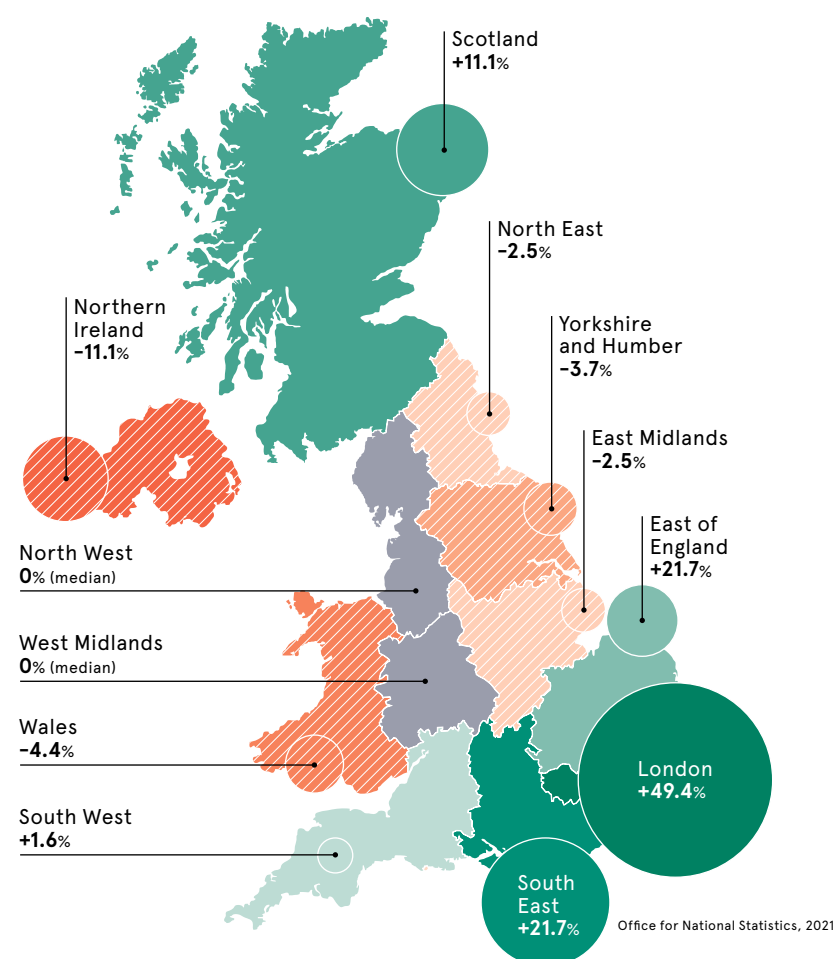 Scotland
+11.1%
North East
-2.5%
Northern
Ireland
-11.1%
Yorkshire
and Humber
-3.7%
East Midlands
-2.5%
East of
England
+21.7%
North West
0% (median)
West Midlands
0% (median)
Wales
-4.4%
London
+49.4%
South West
+1.6%
South
East
+21.7%
Office for National Statistics, 2021